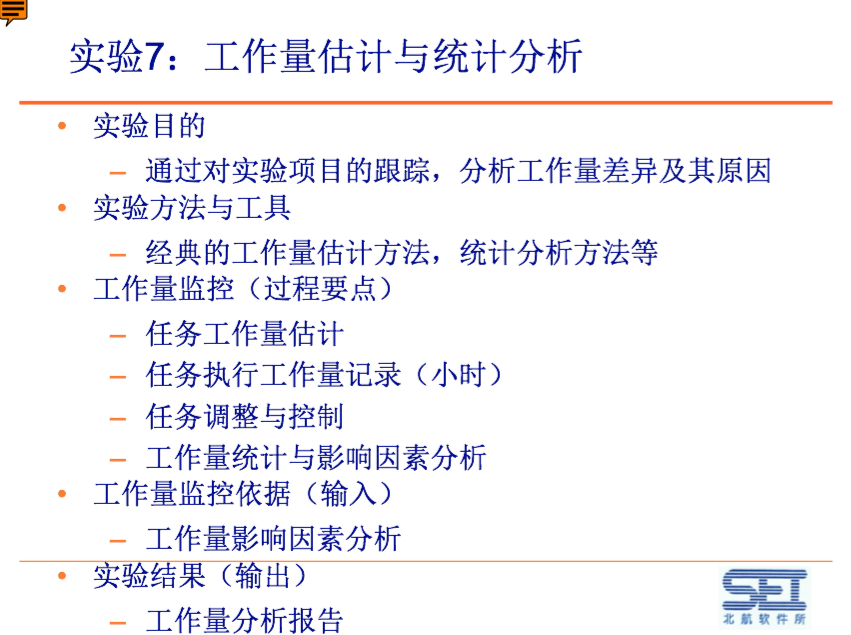 实验7：工作量估计与统计分析
• 实验目的
– 通过对实验项目的跟踪，分析工作量差异及其原因
• 实验方法与工具
– 经典的工作量估计方法，统计分析方法等
• 工作量监控（过程要点）
– 任务工作量估计
– 任务执行工作量记录（小时）
– 任务调整与控制
– 工作量统计与影响因素分析
• 工作量监控依据（输入）
– 工作量影响因素分析
• 实验结果（输出）
– 工作量分析报告
SEI
北航软件所